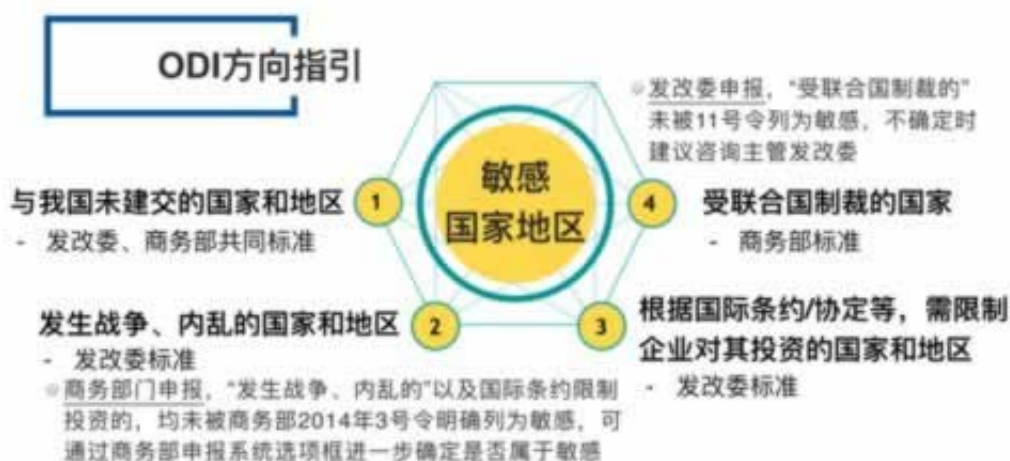 ODI方向指引
敏感
国家地区
1
与我国未建交的国家和地区
- 发改委、商务部共同标准
2
发生战争、内乱的国家和地区
- 发改委标准
商务部门申报，“发生战争、内乱的”以及国际条约限制
投资的，均未被商务部2014年3号令明确列为敏感，可
通过商务部申报系统选项框进一步确定是否属于敏感
3
根据国际条约/协定等，需限制
企业对其投资的国家和地区
- 发改委标准
4
受联合国制裁的国家
- 商务部标准
发改委申报，“受联合国制裁的”
未被11号令列为敏感，不确定时
建议咨询主管发改委